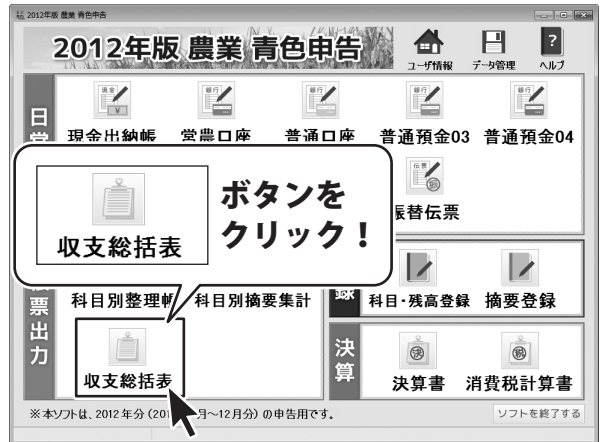 2012年版 農業 青色申告
2012年版 農業 青色申告
ユーザ情報
データ管理
ヘルプ
日
現金出納帳
営農口座
普通口座
普通預金03
普通預金04
振替伝票
ボタンを
クリック！
収支総括表
票
出
力
科目別整理帳
科目別摘要集計
録
科目・残高登録
摘要登録
収支総括表
決
算
決算書
消費税計算書
※本ソフトは、2012年分（201
月～12月分）の申告用です。
ソフトを終了する